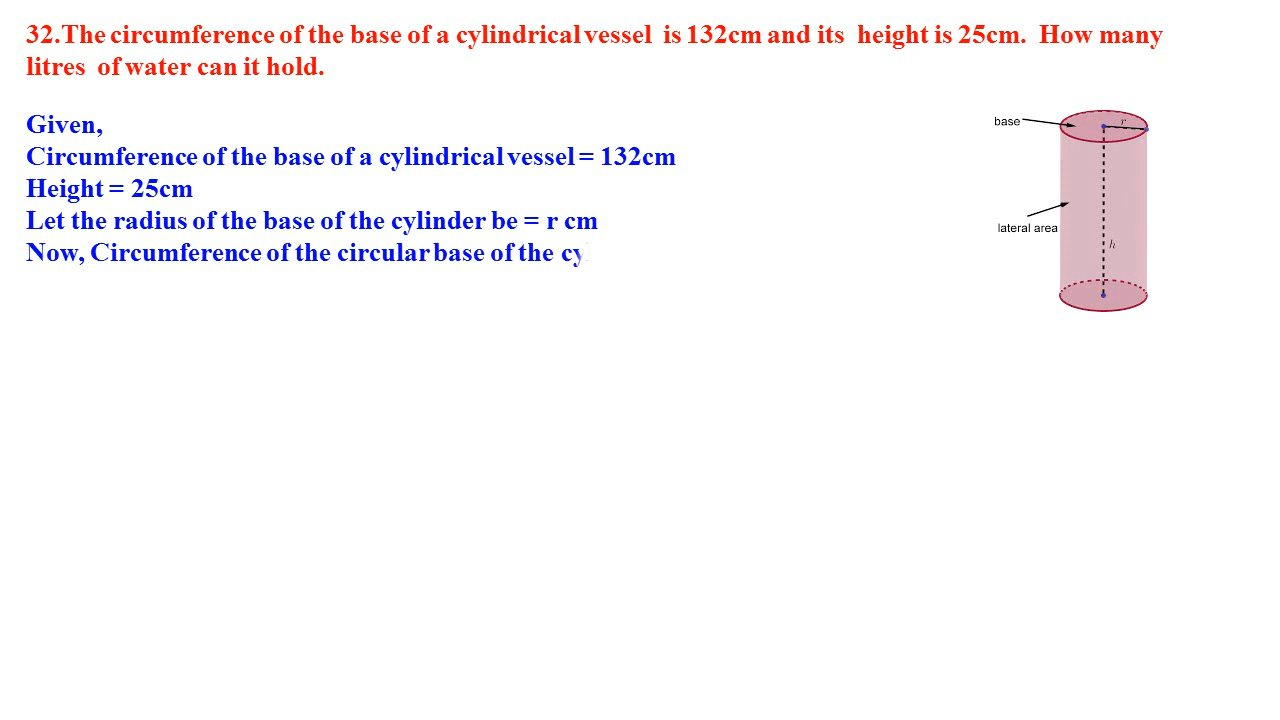 32.The circumference of the base of a cylindrical vessel is 132cm and its height is 25cm. How many
litres of water can it hold.
Given,
Circumference of the base of a cylindrical vessel = 132cm
Height = 25cm
Let the radius of the base of the cylinder be = r cm
Now, Circumference of the circular base of the cy
base
r
lateral area
h